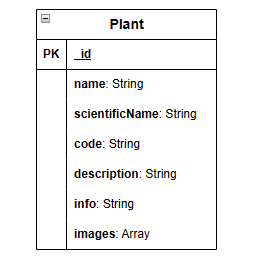 Plant
PK _id
name: String
scientificName: String
code: String
description: String
info: String
images: Array